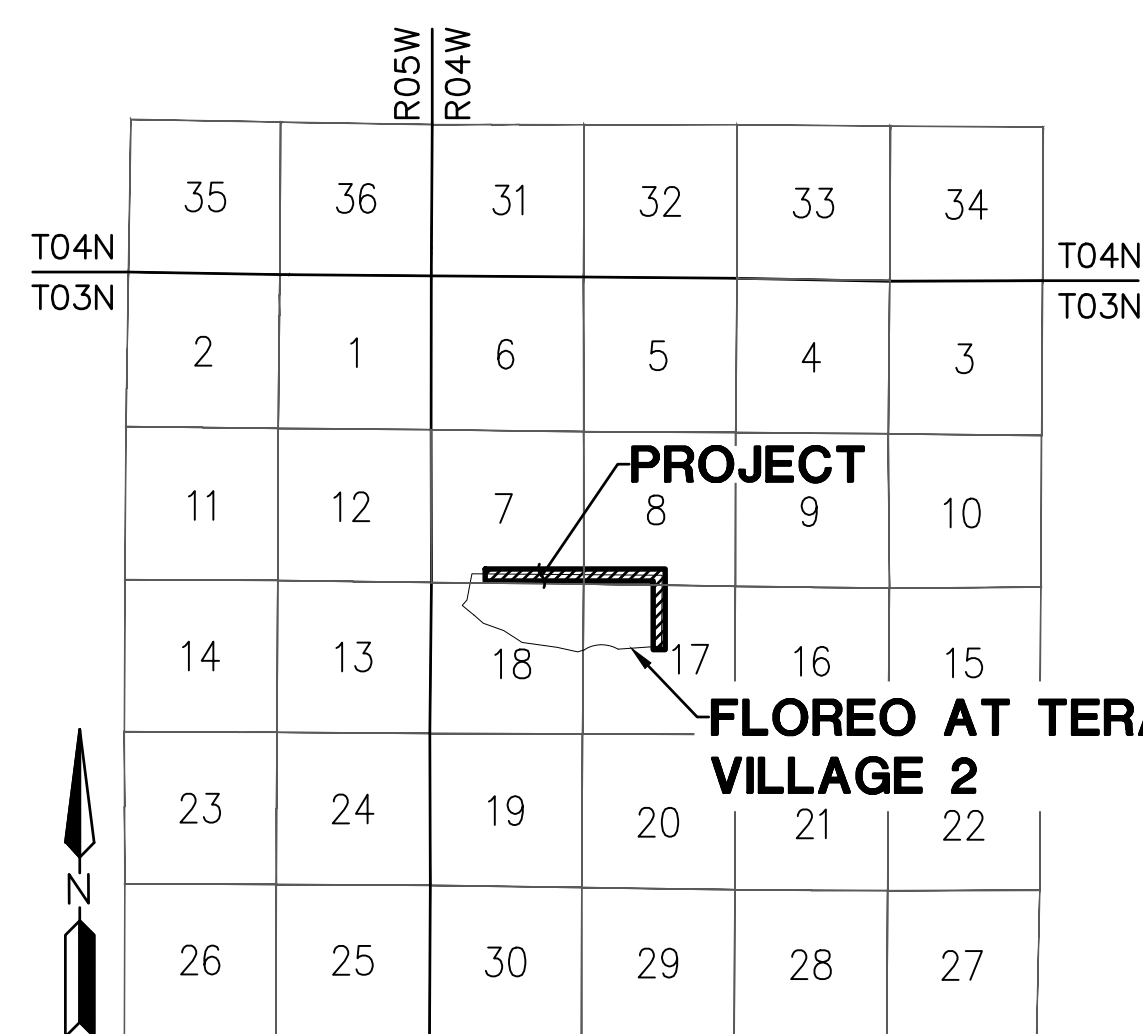 R05W
R04W
35 36 31 32 33 34
T04N T04N
T03N T03N
2 1 6 5 4 3
PROJECT
11 12 7 8 9 10
14 13 18 17 16 15
FLOREO AT
VILLAGE 2
23 24 19 20 21 22
N
26 25 30 29 28 27